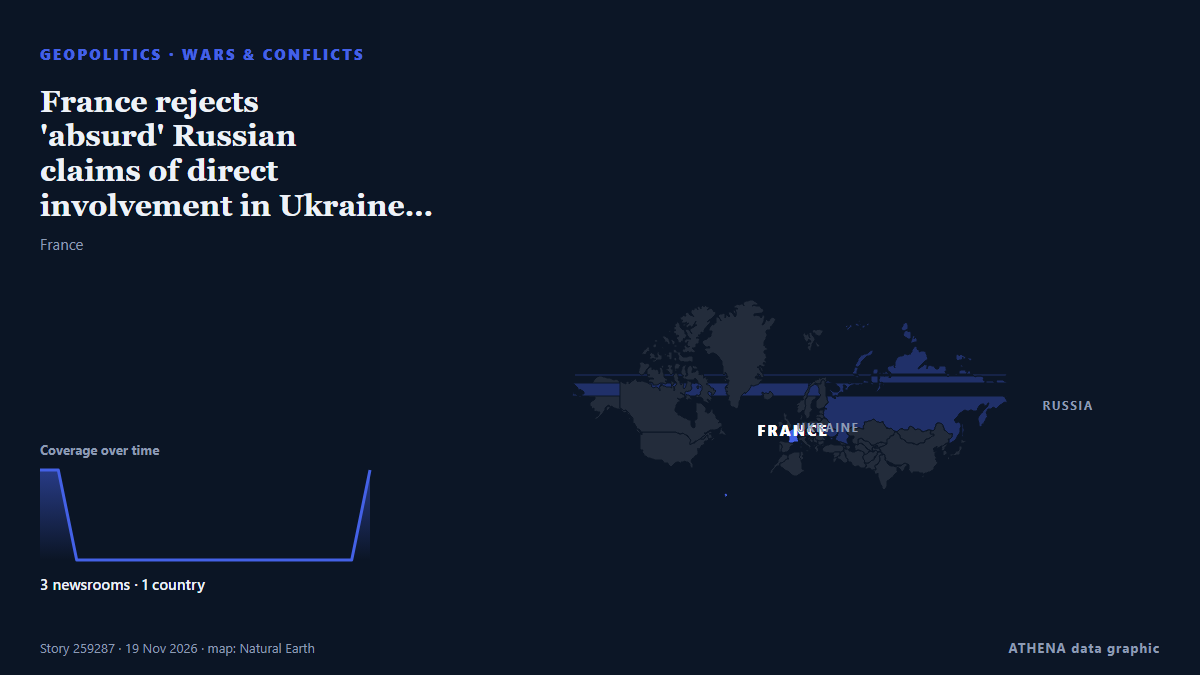 GEOPOLITICS · WARS & CONFLICTS
France rejects
'absurd' Russian
claims of direct
involvement in Ukraine...
France
RUSSIA
UKRAINE
FRANCE
Coverage over time
3 newsrooms · 1 country
Story 259287 · 19 Nov 2026 · map: Natural Earth
ATHENA data graphic